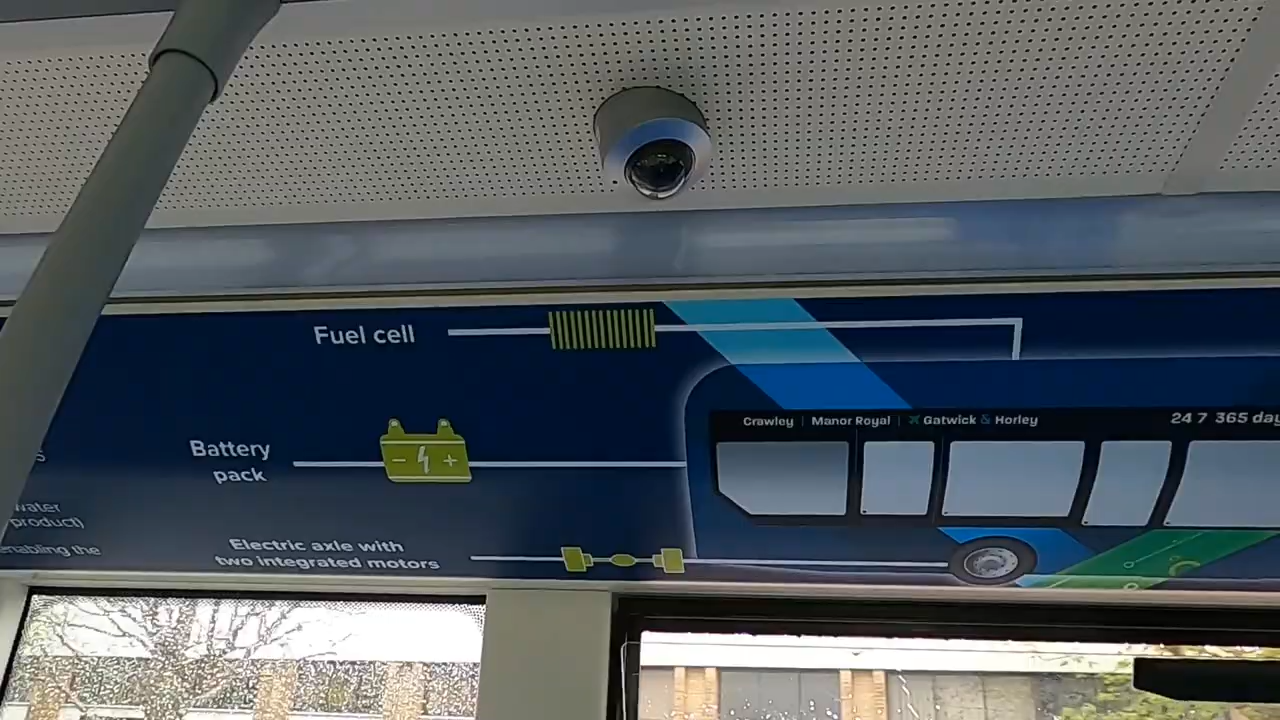 Fuel cell
Crawley | Manor Royal | Gatwick & Horley
24 7 365 day
Battery
pack
- +
water
product)
enabling the
Electric axle with
two integrated motors